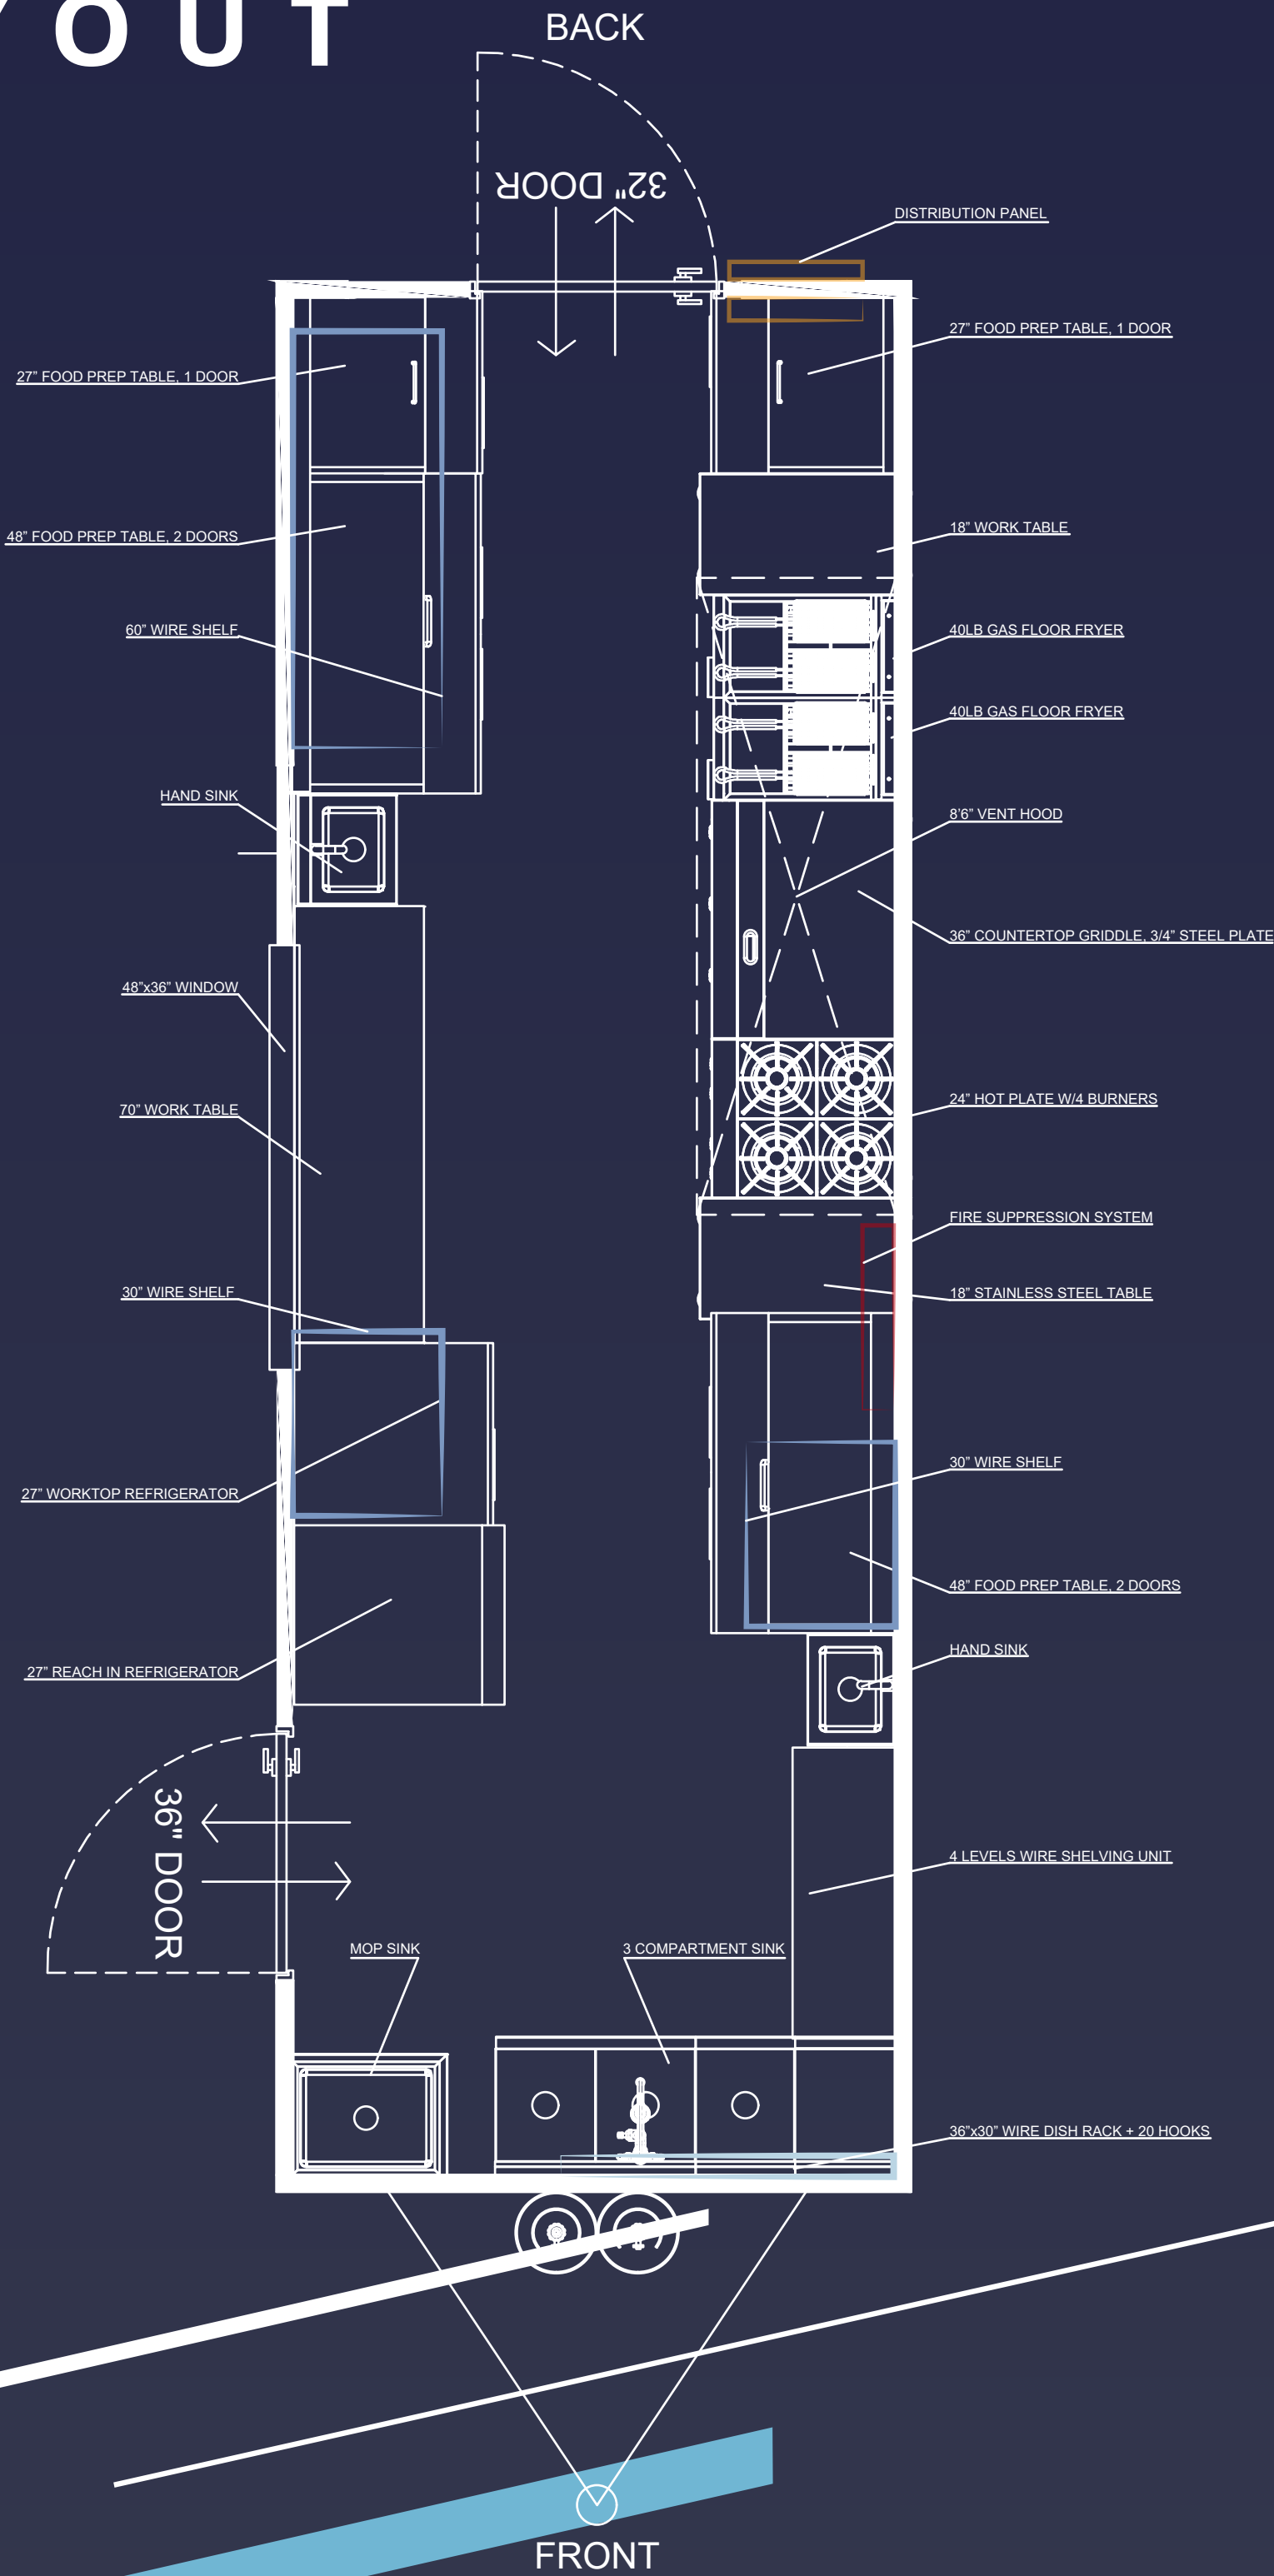 Y OUT
BACK
32" DOOR
DISTRIBUTION PANEL
27" FOOD PREP TABLE, 1 DOOR
27" FOOD PREP TABLE, 1 DOOR
48" FOOD PREP TABLE, 2 DOORS
18" WORK TABLE
60" WIRE SHELF
40LB GAS FLOOR FRYER
40LB GAS FLOOR FRYER
HAND SINK
8'6" VENT HOOD
36" COUNTERTOP GRIDDLE, 3/4" STEEL PLATE
48"x36" WINDOW
70" WORK TABLE
24" HOT PLATE W/4 BURNERS
FIRE SUPPRESSION SYSTEM
30" WIRE SHELF
18" STAINLESS STEEL TABLE
30" WIRE SHELF
27" WORKTOP REFRIGERATOR
48" FOOD PREP TABLE, 2 DOORS
HAND SINK
27" REACH IN REFRIGERATOR
36" DOOR
4 LEVELS WIRE SHELVING UNIT
MOP SINK
3 COMPARTMENT SINK
36"x30" WIRE DISH RACK + 20 HOOKS
FRONT